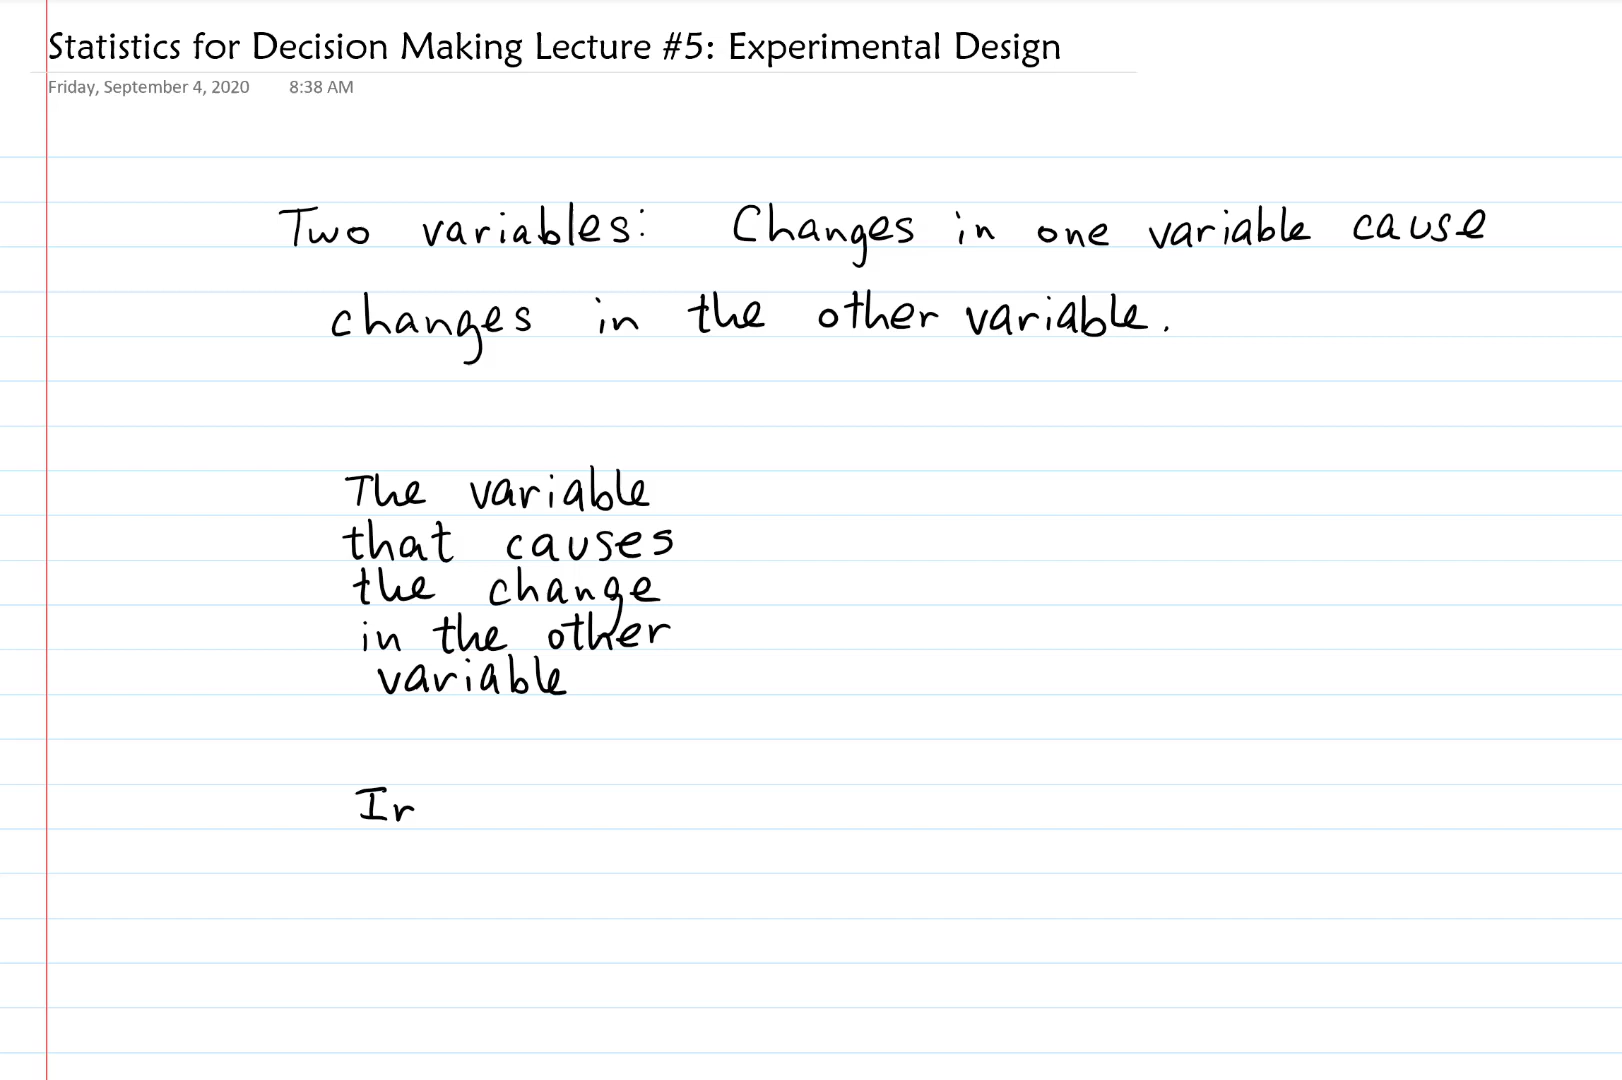 Statistics for Decision Making Lecture #5: Experimental Design
Friday, September 4, 2020 8:38 AM
Two variables: Changes in one variable cause
changes in the other variable.
The variable
that causes
the change
in the other
variable
Ir